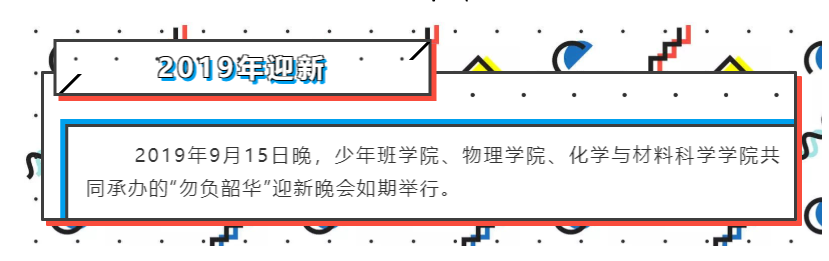 2019年迎新
2019年9月15日晚，少年班学院、物理学院、化学与材料科学学院共
同承办的“勿负韶华”迎新晚会如期举行。